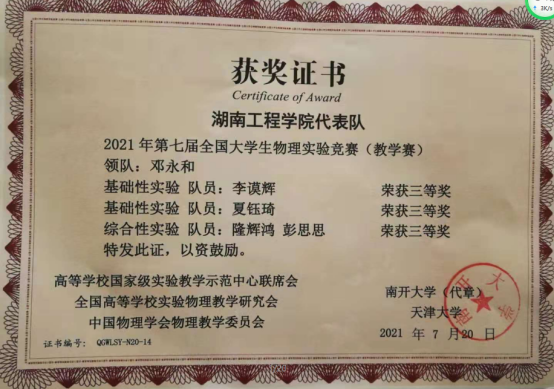 获奖证书
Certificate of Award
湖南工程学院代表队
2021年第七届全国大学生物理实验竞赛（教学赛）
领队：邓永和
基础性实验 队员：李谟辉 荣获三等奖
基础性实验 队员：夏钰琦 荣获三等奖
综合性实验 队员：隆辉鸿 彭思思 荣获三等奖
特发此证，以资鼓励。
高等学校国家级实验教学示范中心联席会
全国高等学校实验物理教学研究会
中国物理学会物理教学委员会
南开大学（代章）
天津大学
2021 年 7 月 20 日
证书编号： QGWLSY-N20-14